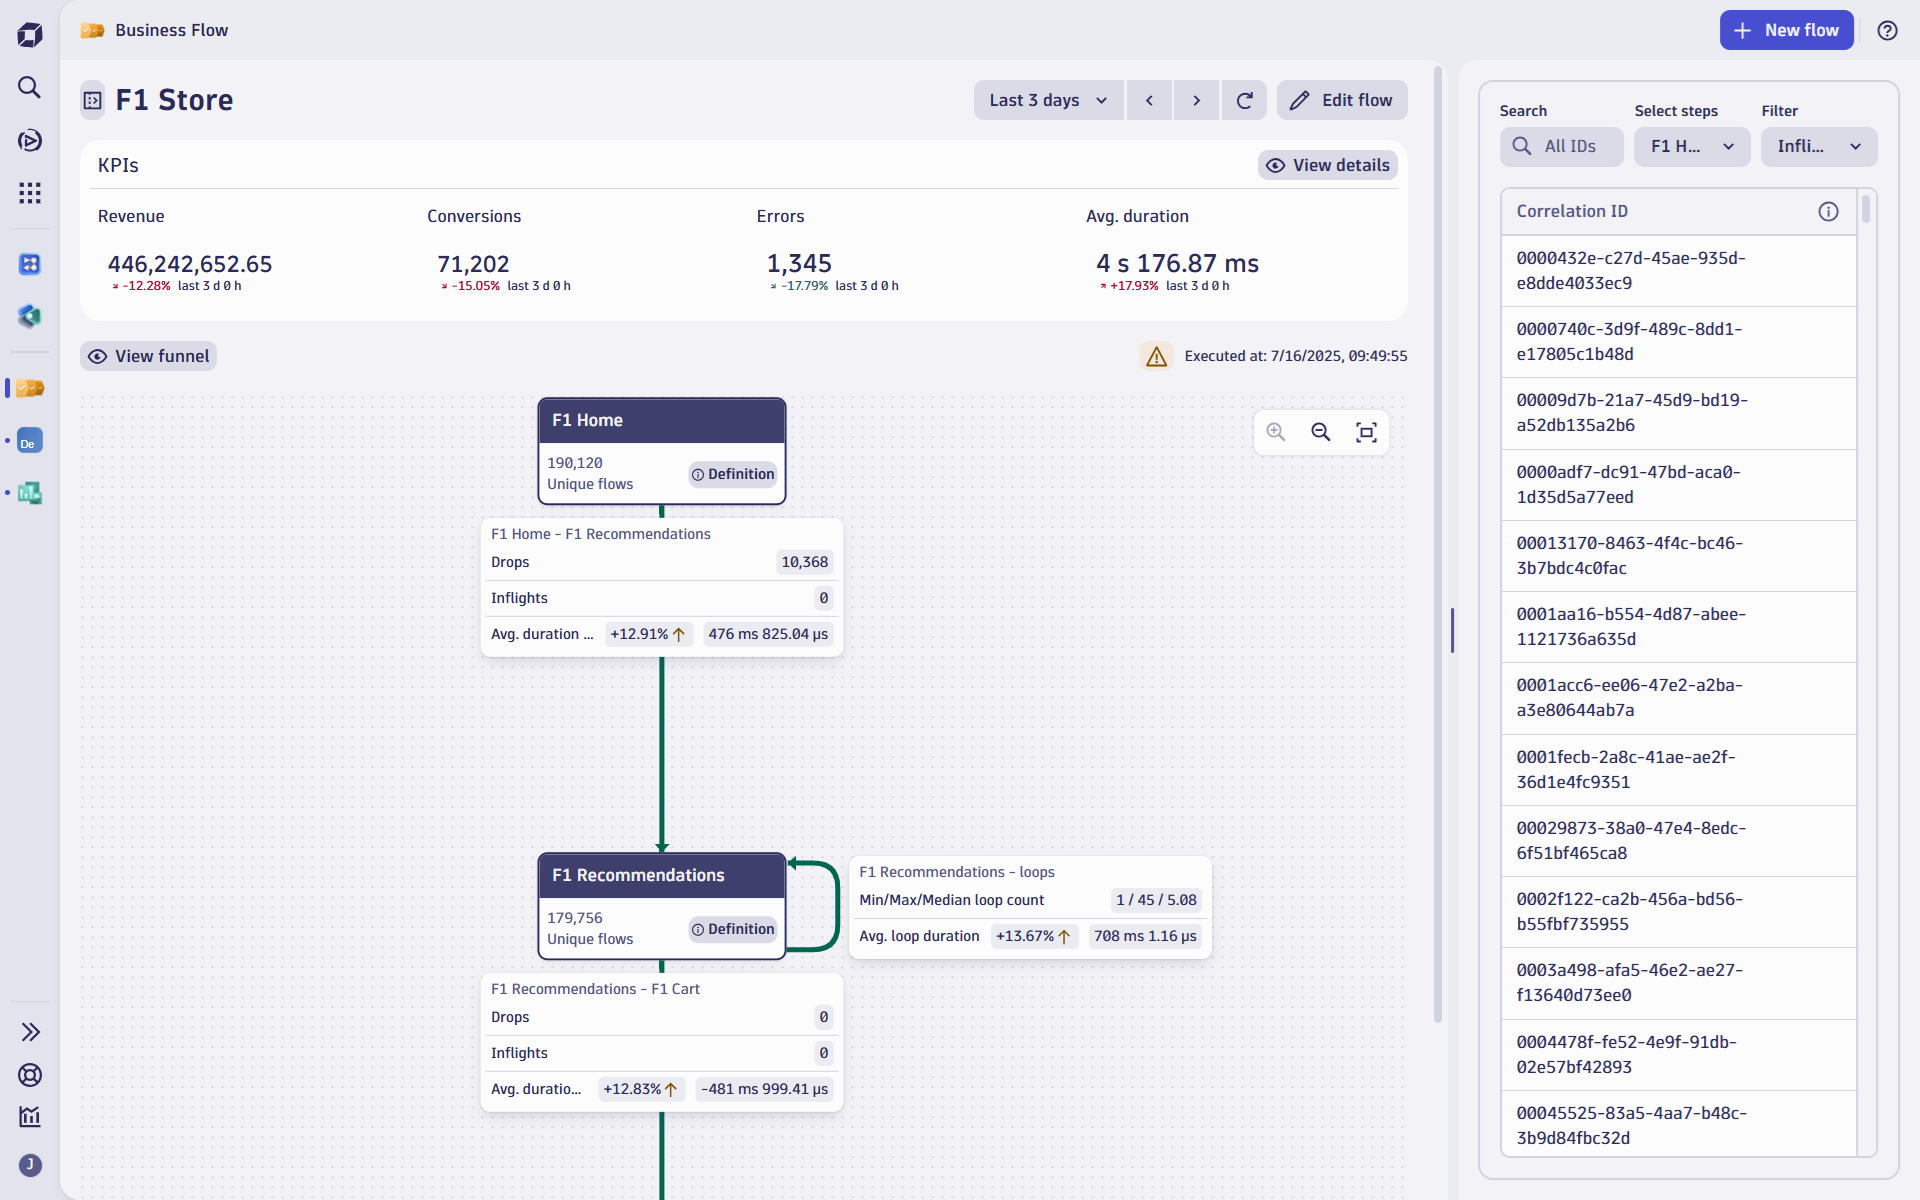 Business Flow
New flow
F1 Store
Last 3 days
Edit flow
KPIs
View details
Revenue
446,242,652.65
-12.28% last 3 d 0 h
Conversions
71,202
-15.05% last 3 d 0 h
Errors
1,345
-17.79% last 3 d 0 h
Avg. duration
4 s 176.87 ms
+17.93% last 3 d 0 h
View funnel
Executed at: 7/16/2025, 09:49:55
De
J
F1 Home
190,120
Unique flows
Definition
F1 Home - F1 Recommendations
Drops 10,368
Inflights 0
Avg. duration ... +12.91% 476 ms 825.04 µs
F1 Recommendations
179,756
Unique flows
Definition
F1 Recommendations - loops
Min/Max/Median loop count 1 / 45 / 5.08
Avg. loop duration +13.67% 708 ms 1.16 µs
F1 Recommendations - F1 Cart
Drops 0
Inflights 0
Avg. duratio... +12.83% -481 ms 999.41 µs
Search
All IDs
Select steps
F1 H...
Filter
Infli...
Correlation ID
0000432e-c27d-45ae-935d-
e8dde4033ec9
0000740c-3d9f-489c-8dd1-
e17805c1b48d
00009d7b-21a7-45d9-bd19-
a52db135a2b6
0000adf7-dc91-47bd-aca0-
1d35d5a77eed
00013170-8463-4f4c-bc46-
3b7bdc4c0fac
0001aa16-b554-4d87-abee-
1121736a635d
0001acc6-ee06-47e2-a2ba-
a3e80644ab7a
0001fecb-2a8c-41ae-ae2f-
36d1e4fc9351
00029873-38a0-47e4-8edc-
6f51bf465ca8
0002f122-ca2b-456a-bd56-
b55fbf735955
0003a498-afa5-46e2-ae27-
f13640d73ee0
0004478f-fe52-4e9f-91db-
02e57bf42893
00045525-83a5-4aa7-b48c-
3b9d84fbc32d